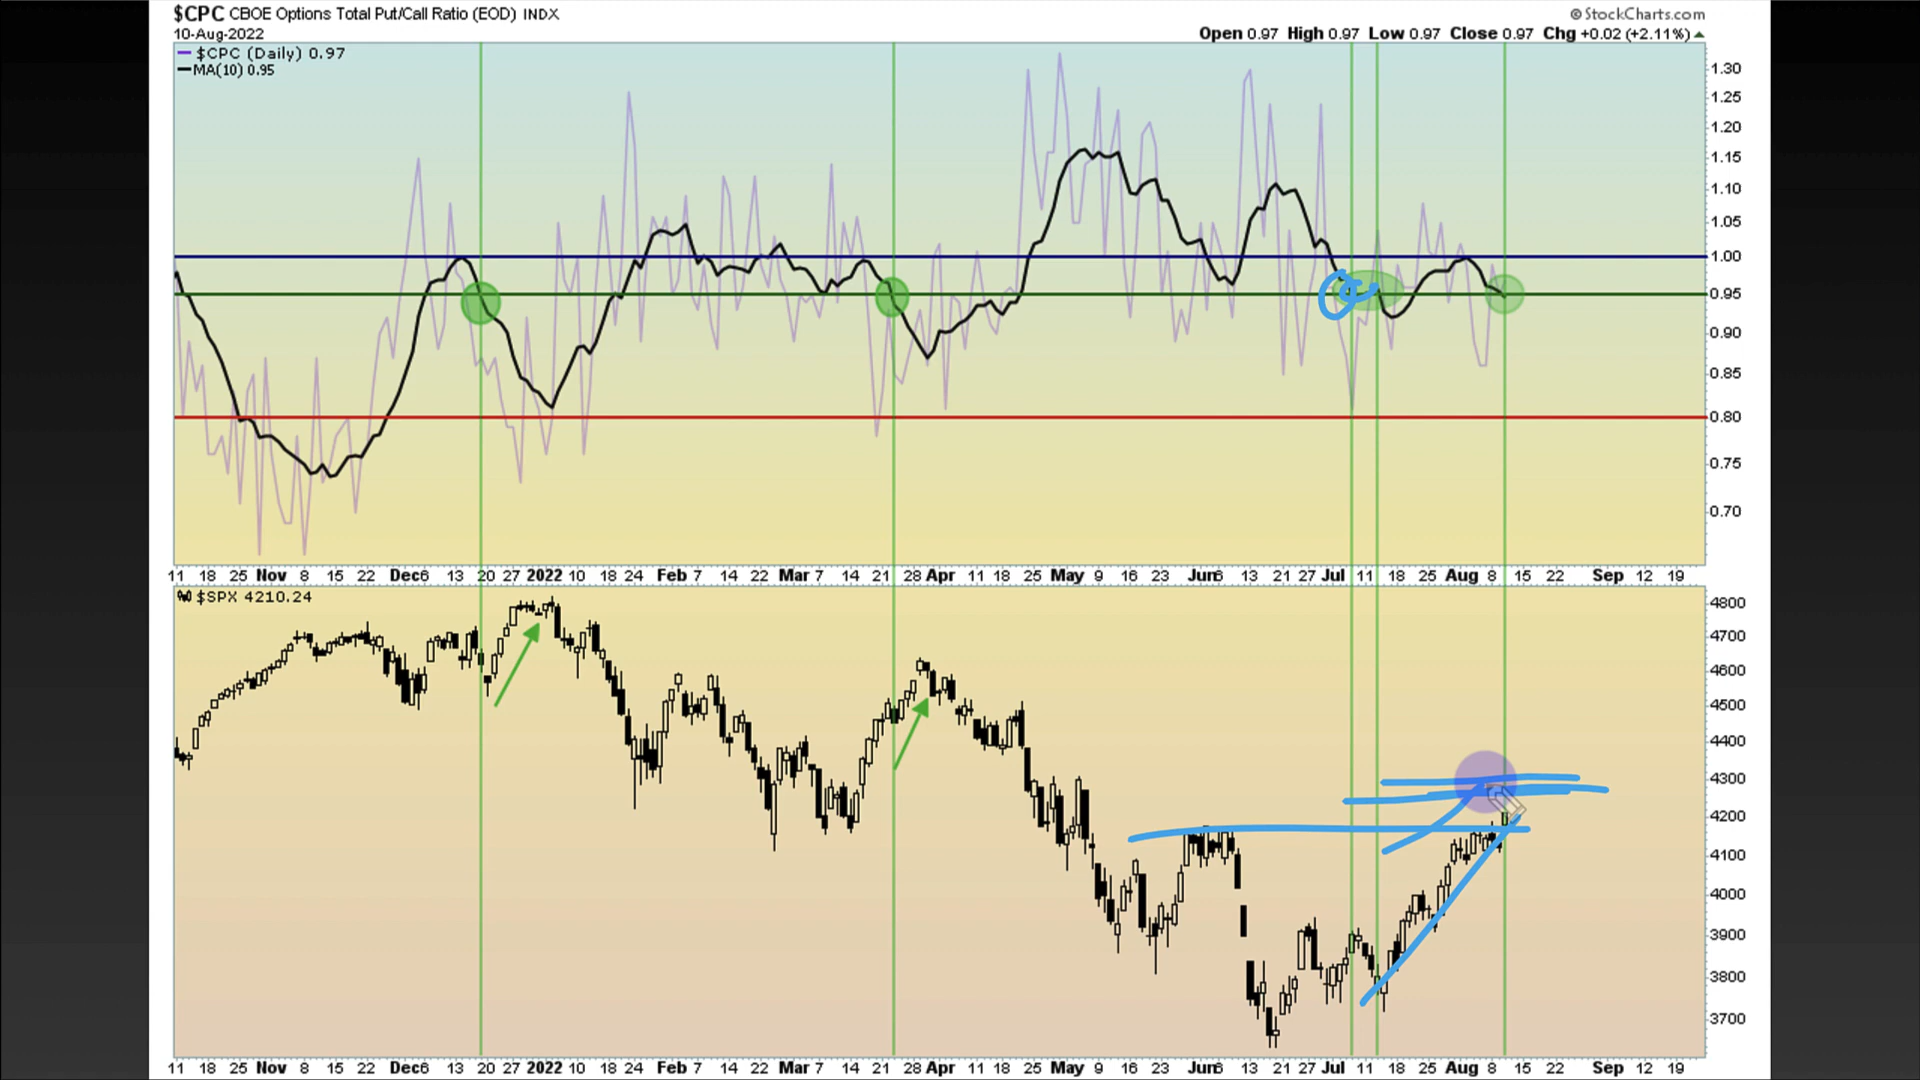 $CPC CBOE Options Total Put/Call Ratio (EOD) INDX
© StockCharts.com
10-Aug-2022
Open 0.97 High 0.97 Low 0.97 Close 0.97 Chg +0.02 (+2.11%)
$CPC (Daily) 0.97
MA(10) 0.95
1.30
1.25
1.20
1.15
1.10
1.05
1.00
0.95
0.90
0.85
0.80
0.75
0.70
11 18 25 Nov 8 15 22 Dec 6 13 20 27 2022 10 18 24 Feb 7 14 22 Mar 7 14 21 28 Apr 11 18 25 May 9 16 23 Jun 6 13 21 27 Jul 11 18 25 Aug 8 15 22 Sep 12 19
$SPX 4210.24
4800
4700
4600
4500
4400
4300
4200
4100
4000
3900
3800
3700
11 18 25 Nov 8 15 22 Dec 6 13 20 27 2022 10 18 24 Feb 7 14 22 Mar 7 14 21 28 Apr 11 18 25 May 9 16 23 Jun 6 13 21 27 Jul 11 18 25 Aug 8 15 22 Sep 12 19